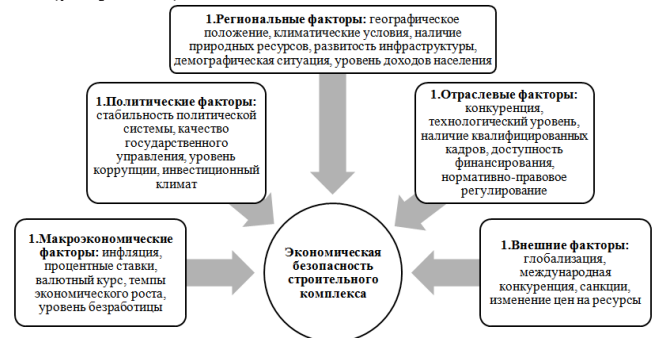 1.Региональные факторы: географическое
положение, климатические условия, наличие
природных ресурсов, развитость инфраструктуры,
демографическая ситуация, уровень доходов населения
1.Политические факторы:
стабильность политической
системы, качество
государственного
управления, уровень
коррупции, инвестиционный
климат
1.Отраслевые факторы:
конкуренция,
технологический уровень,
наличие квалифицированных
кадров, доступность
финансирования,
нормативно-правовое
регулирование
1.Макроэкономические
факторы: инфляция,
процентные ставки,
валютный курс, темпы
экономического роста,
уровень безработицы
Экономическая
безопасность
строительного
комплекса
1.Внешние факторы:
глобализация,
международная
конкуренция, санкции,
изменение цен на ресурсы